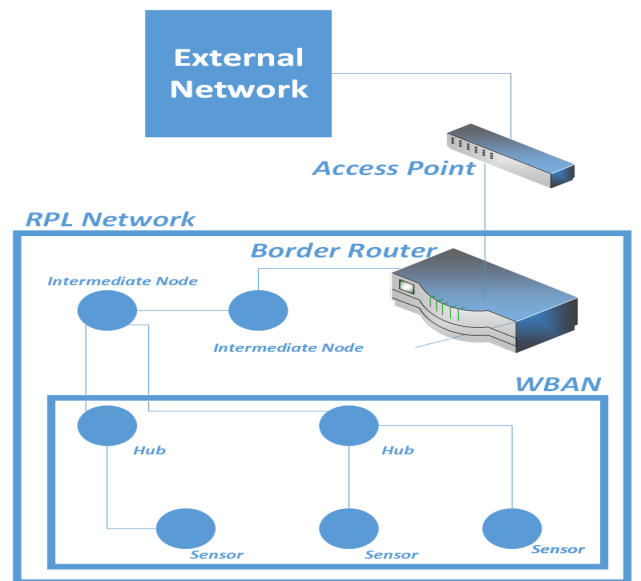 External
Network
Access Point
RPL Network
Border Router
Intermediate Node
Intermediate Node
WBAN
Hub
Hub
Sensor
Sensor
Sensor